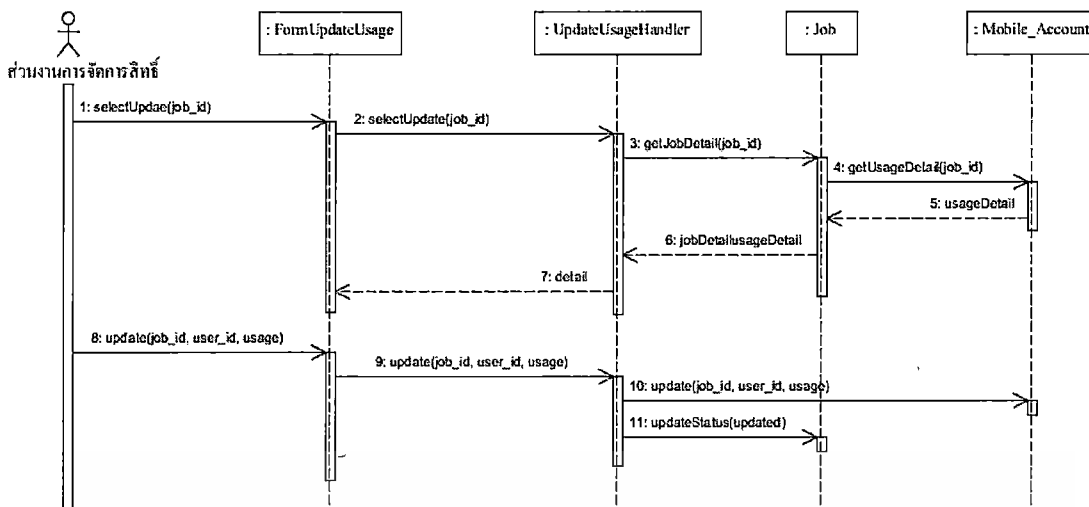 : FormUpdateUsage
: UpdateUsageHandler
: Job
: Mobile_Account
ส่วนงานการจัดการสิทธิ์
1: selectUpdae(job_id)
2: selectUpdate(job_id)
3: getJobDetail(job_id)
4: getUsageDetail(job_id)
5: usageDetail
6: jobDetailusageDetail
7: detail
8: update(job_id, user_id, usage)
9: update(job_id, user_id, usage)
10: update(job_id, user_id, usage)
11: updateStatus(updated)